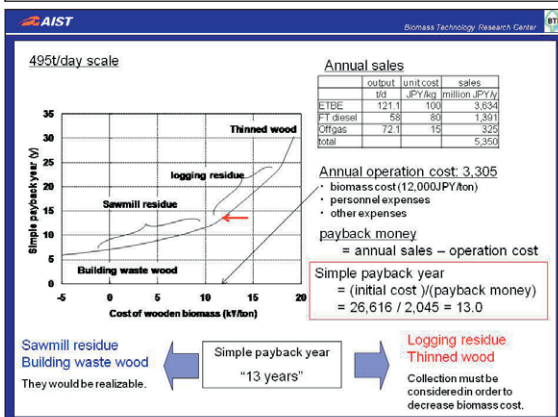 AIST
Biomass Technology Research Center
495t/day scale
Annual sales
output unit cost sales
t/d JPY/kg million JPY/y
ETBE 121.1 100 3,634
FT diesel 58 80 1,391
Offgas 72.1 15 325
total 5,350
Simple payback year (y)
35
30
25
20
15
10
5
0
-5 0 5 10 15 20
Cost of wooden biomass (k¥/ton)
Thinned wood
logging residue
Sawmill residue
Building waste wood
Annual operation cost: 3,305
• biomass cost (12,000JPY/ton)
• personnel expenses
• other expenses
payback money
= annual sales – operation cost
Simple payback year
= (initial cost )/(payback money)
= 26,616 / 2,045 = 13.0
Sawmill residue
Building waste wood
They would be realizable.
Simple payback year
"13 years"
Logging residue
Thinned wood
Collection must be
considered in order to
decrease biomass cost.